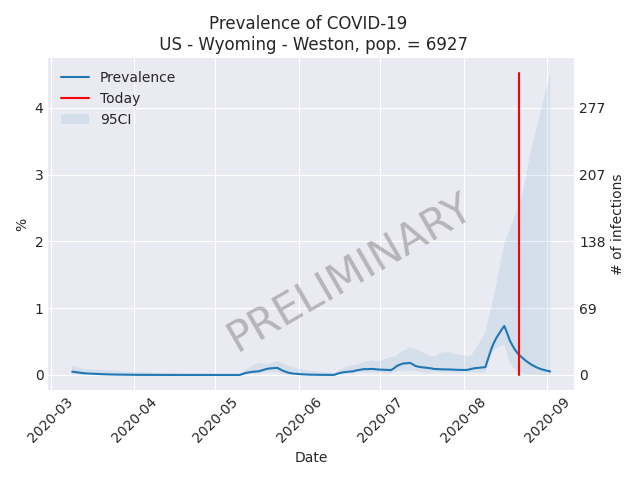 Prevalence of COVID-19
US - Wyoming - Weston, pop. = 6927
Prevalence
Today
95CI
4
3
2
1
0
%
277
207
138
69
0
# of infections
PRELIMINARY
2020-03
2020-04
2020-05
2020-06
2020-07
2020-08
2020-09
Date